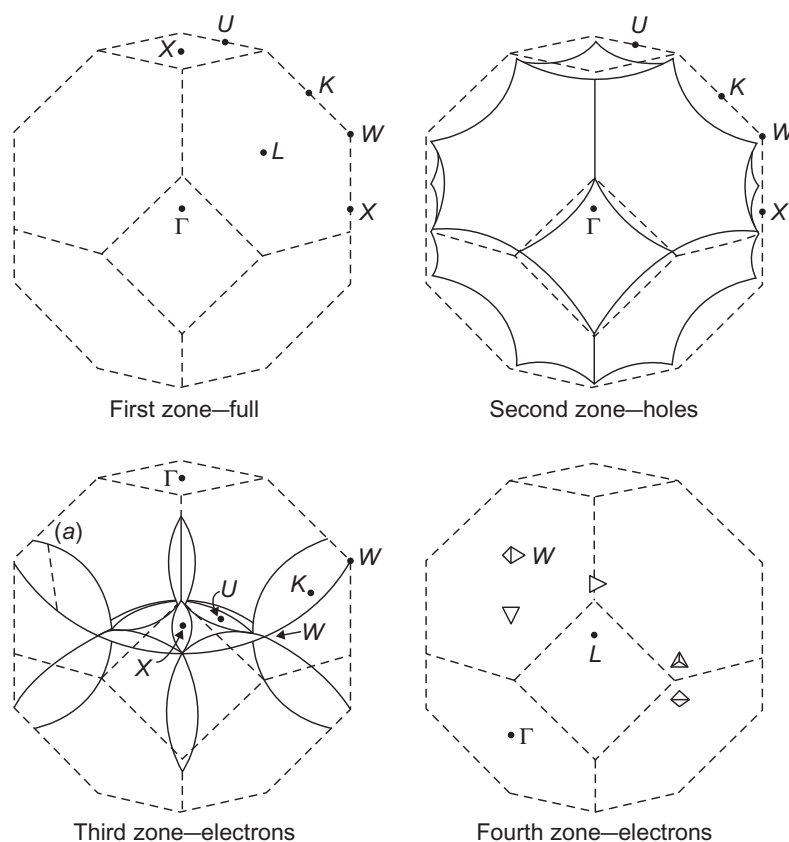 U
X
K
W
L
X
Γ
First zone—full
U
K
W
X
Γ
Second zone—holes
Γ
(a)
W
U
K
W
X
Third zone—electrons
W
L
Γ
Fourth zone—electrons